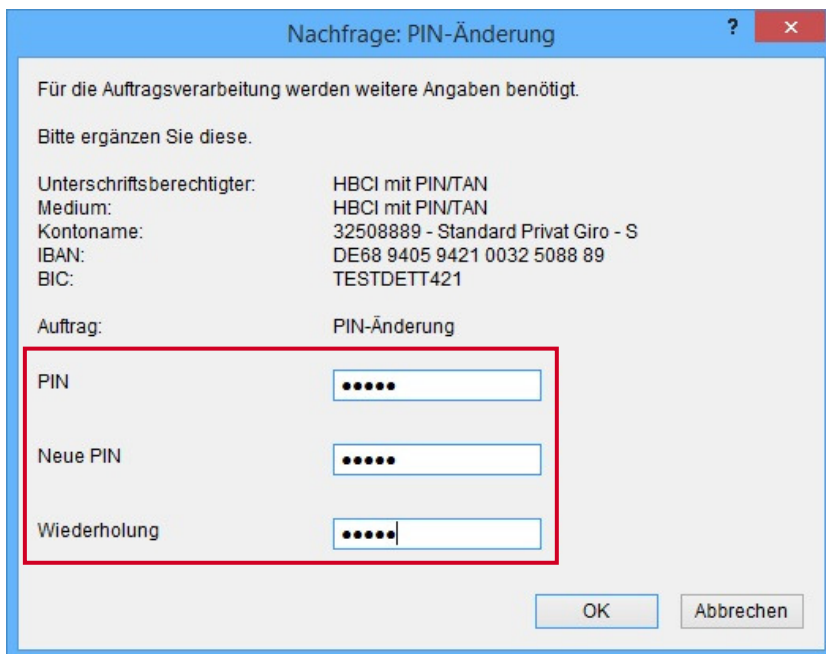 Nachfrage: PIN-Änderung ? ×
Für die Auftragsverarbeitung werden weitere Angaben benötigt.
Bitte ergänzen Sie diese.
Unterschriftsberechtigter: HBCI mit PIN/TAN
Medium: HBCI mit PIN/TAN
Kontoname: 32508889 - Standard Privat Giro - S
IBAN: DE68 9405 9421 0032 5088 89
BIC: TESTDETT421
Auftrag: PIN-Änderung
PIN •••••
Neue PIN •••••
Wiederholung •••••
OK Abbrechen